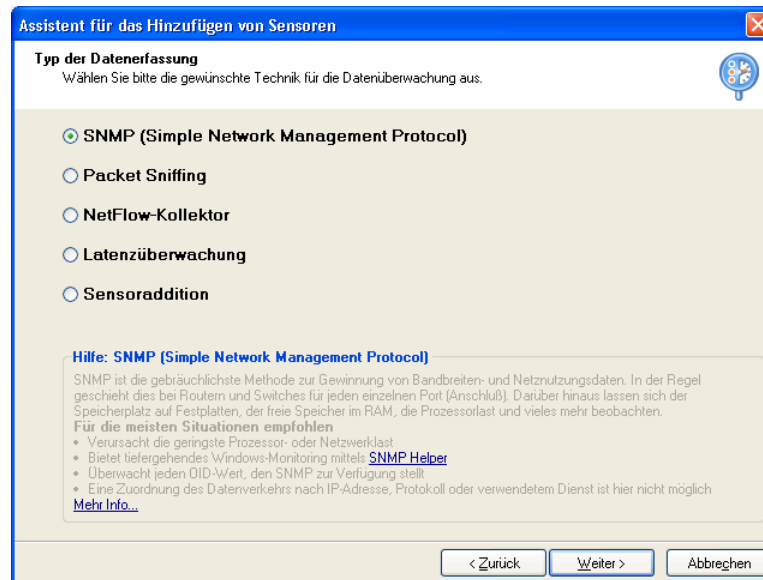 Assistent für das Hinzufügen von Sensoren
Typ der Datenerfassung
Wählen Sie bitte die gewünschte Technik für die Datenüberwachung aus.
SNMP (Simple Network Management Protocol)
Packet Sniffing
NetFlow-Kollektor
Latenzüberwachung
Sensoraddition
Hilfe: SNMP (Simple Network Management Protocol)
SNMP ist die gebräuchlichste Methode zur Gewinnung von Bandbreiten- und Netznutzungsdaten. In der Regel
geschieht dies bei Routern und Switches für jeden einzelnen Port (Anschluß). Darüber hinaus lassen sich der
Speicherplatz auf Festplatten, der freie Speicher im RAM, die Prozessorlast und vieles mehr beobachten.
Für die meisten Situationen empfohlen
• Verursacht die geringste Prozessor- oder Netzwerklast
• Bietet tiefergehendes Windows-Monitoring mittels SNMP Helper
• Überwacht jeden OID-Wert, den SNMP zur Verfügung stellt
• Eine Zuordnung des Datenverkehrs nach IP-Adresse, Protokoll oder verwendetem Dienst ist hier nicht möglich
Mehr Info...
< Zurück Weiter > Abbrechen